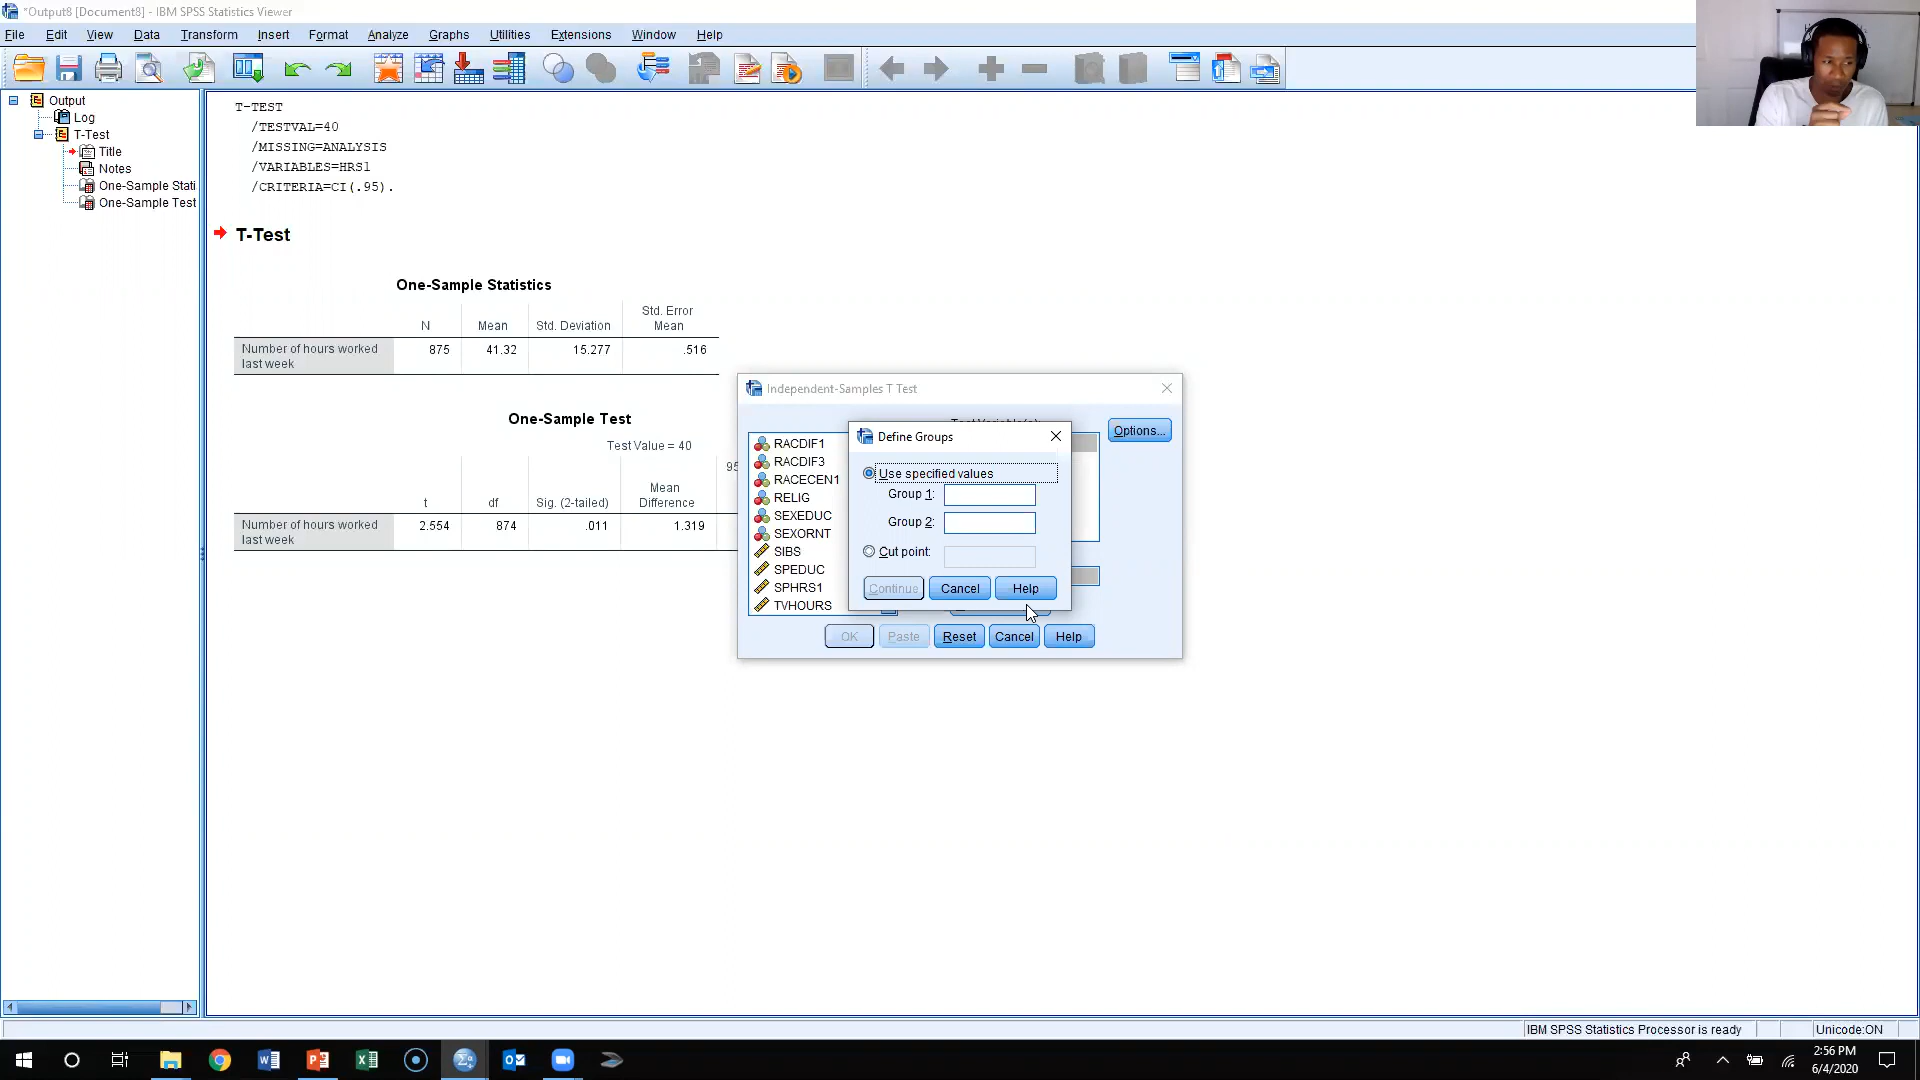 *Output8 [Document8] - IBM SPSS Statistics Viewer
File Edit View Data Transform Insert Format Analyze Graphs Utilities Extensions Window Help
Output
Log
T-Test
Title
Notes
One-Sample Stati
One-Sample Test
T-TEST
/TESTVAL=40
/MISSING=ANALYSIS
/VARIABLES=HRS1
/CRITERIA=CI(.95).
T-Test
One-Sample Statistics
N Mean Std. Deviation Std. Error Mean
Number of hours worked last week 875 41.32 15.277 .516
One-Sample Test
Test Value = 40
95
t df Sig. (2-tailed) Mean Difference
Number of hours worked last week 2.554 874 .011 1.319
Independent-Samples T Test
Options...
RACDIF1
RACDIF3
RACECEN1
RELIG
SEXEDUC
SEXORNT
SIBS
SPEDUC
SPHRS1
TVHOURS
Define Groups
Use specified values
Group 1:
Group 2:
Cut point:
Continue Cancel Help
OK Paste Reset Cancel Help
IBM SPSS Statistics Processor is ready Unicode:ON
2:56 PM
6/4/2020